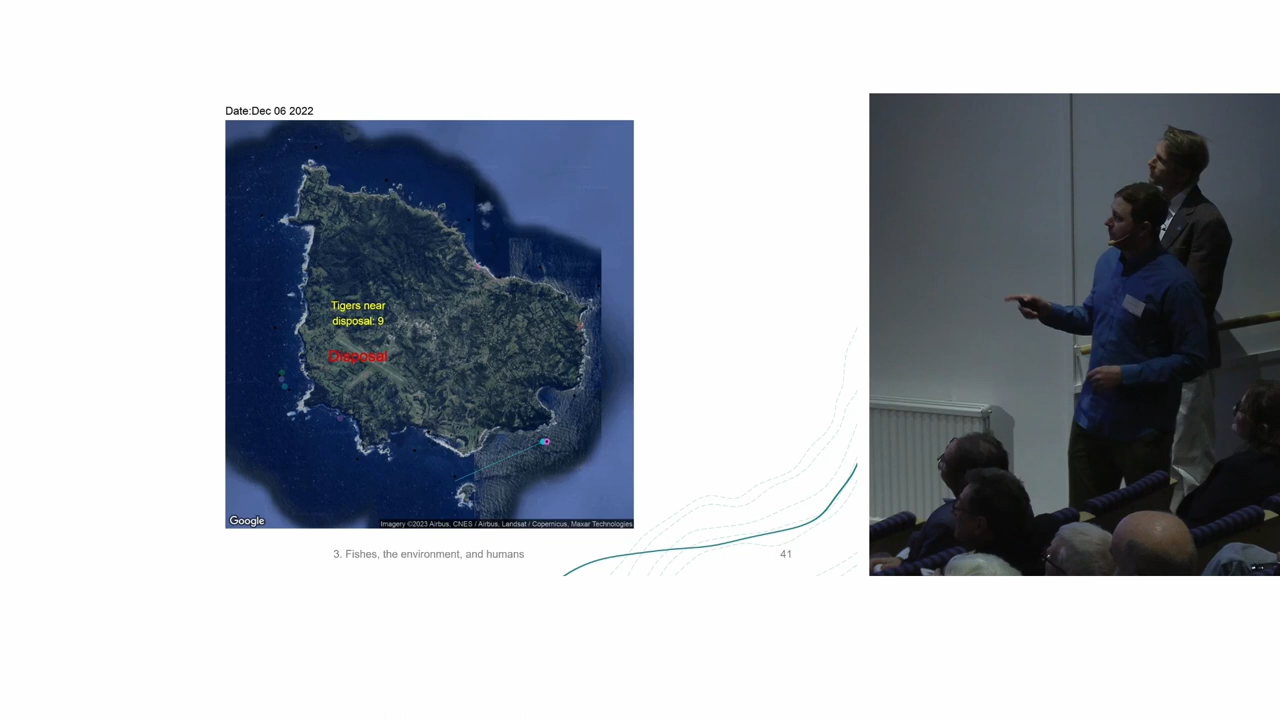 Date:Dec 06 2022
Tigers near
disposal: 9
Disposal
Google
Imagery ©2023 Airbus, CNES / Airbus, Landsat / Copernicus, Maxar Technologies
3. Fishes, the environment, and humans
41